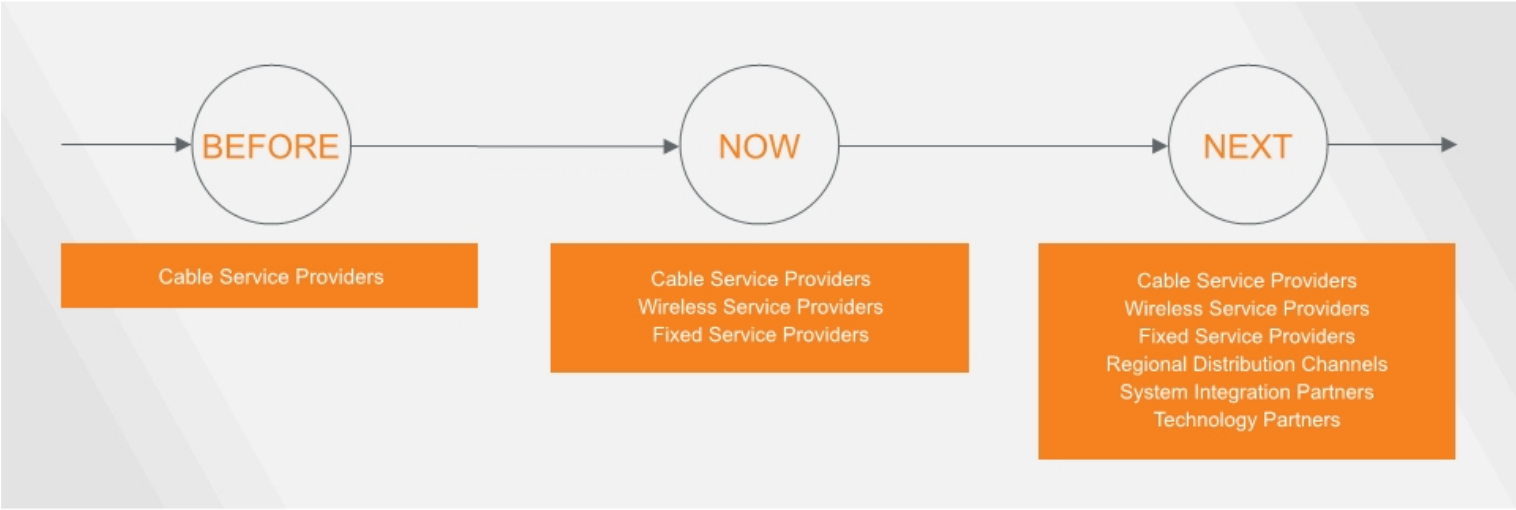 BEFORE
NOW
NEXT
Cable Service Providers
Cable Service Providers
Wireless Service Providers
Fixed Service Providers
Cable Service Providers
Wireless Service Providers
Fixed Service Providers
Regional Distribution Channels
System Integration Partners
Technology Partners